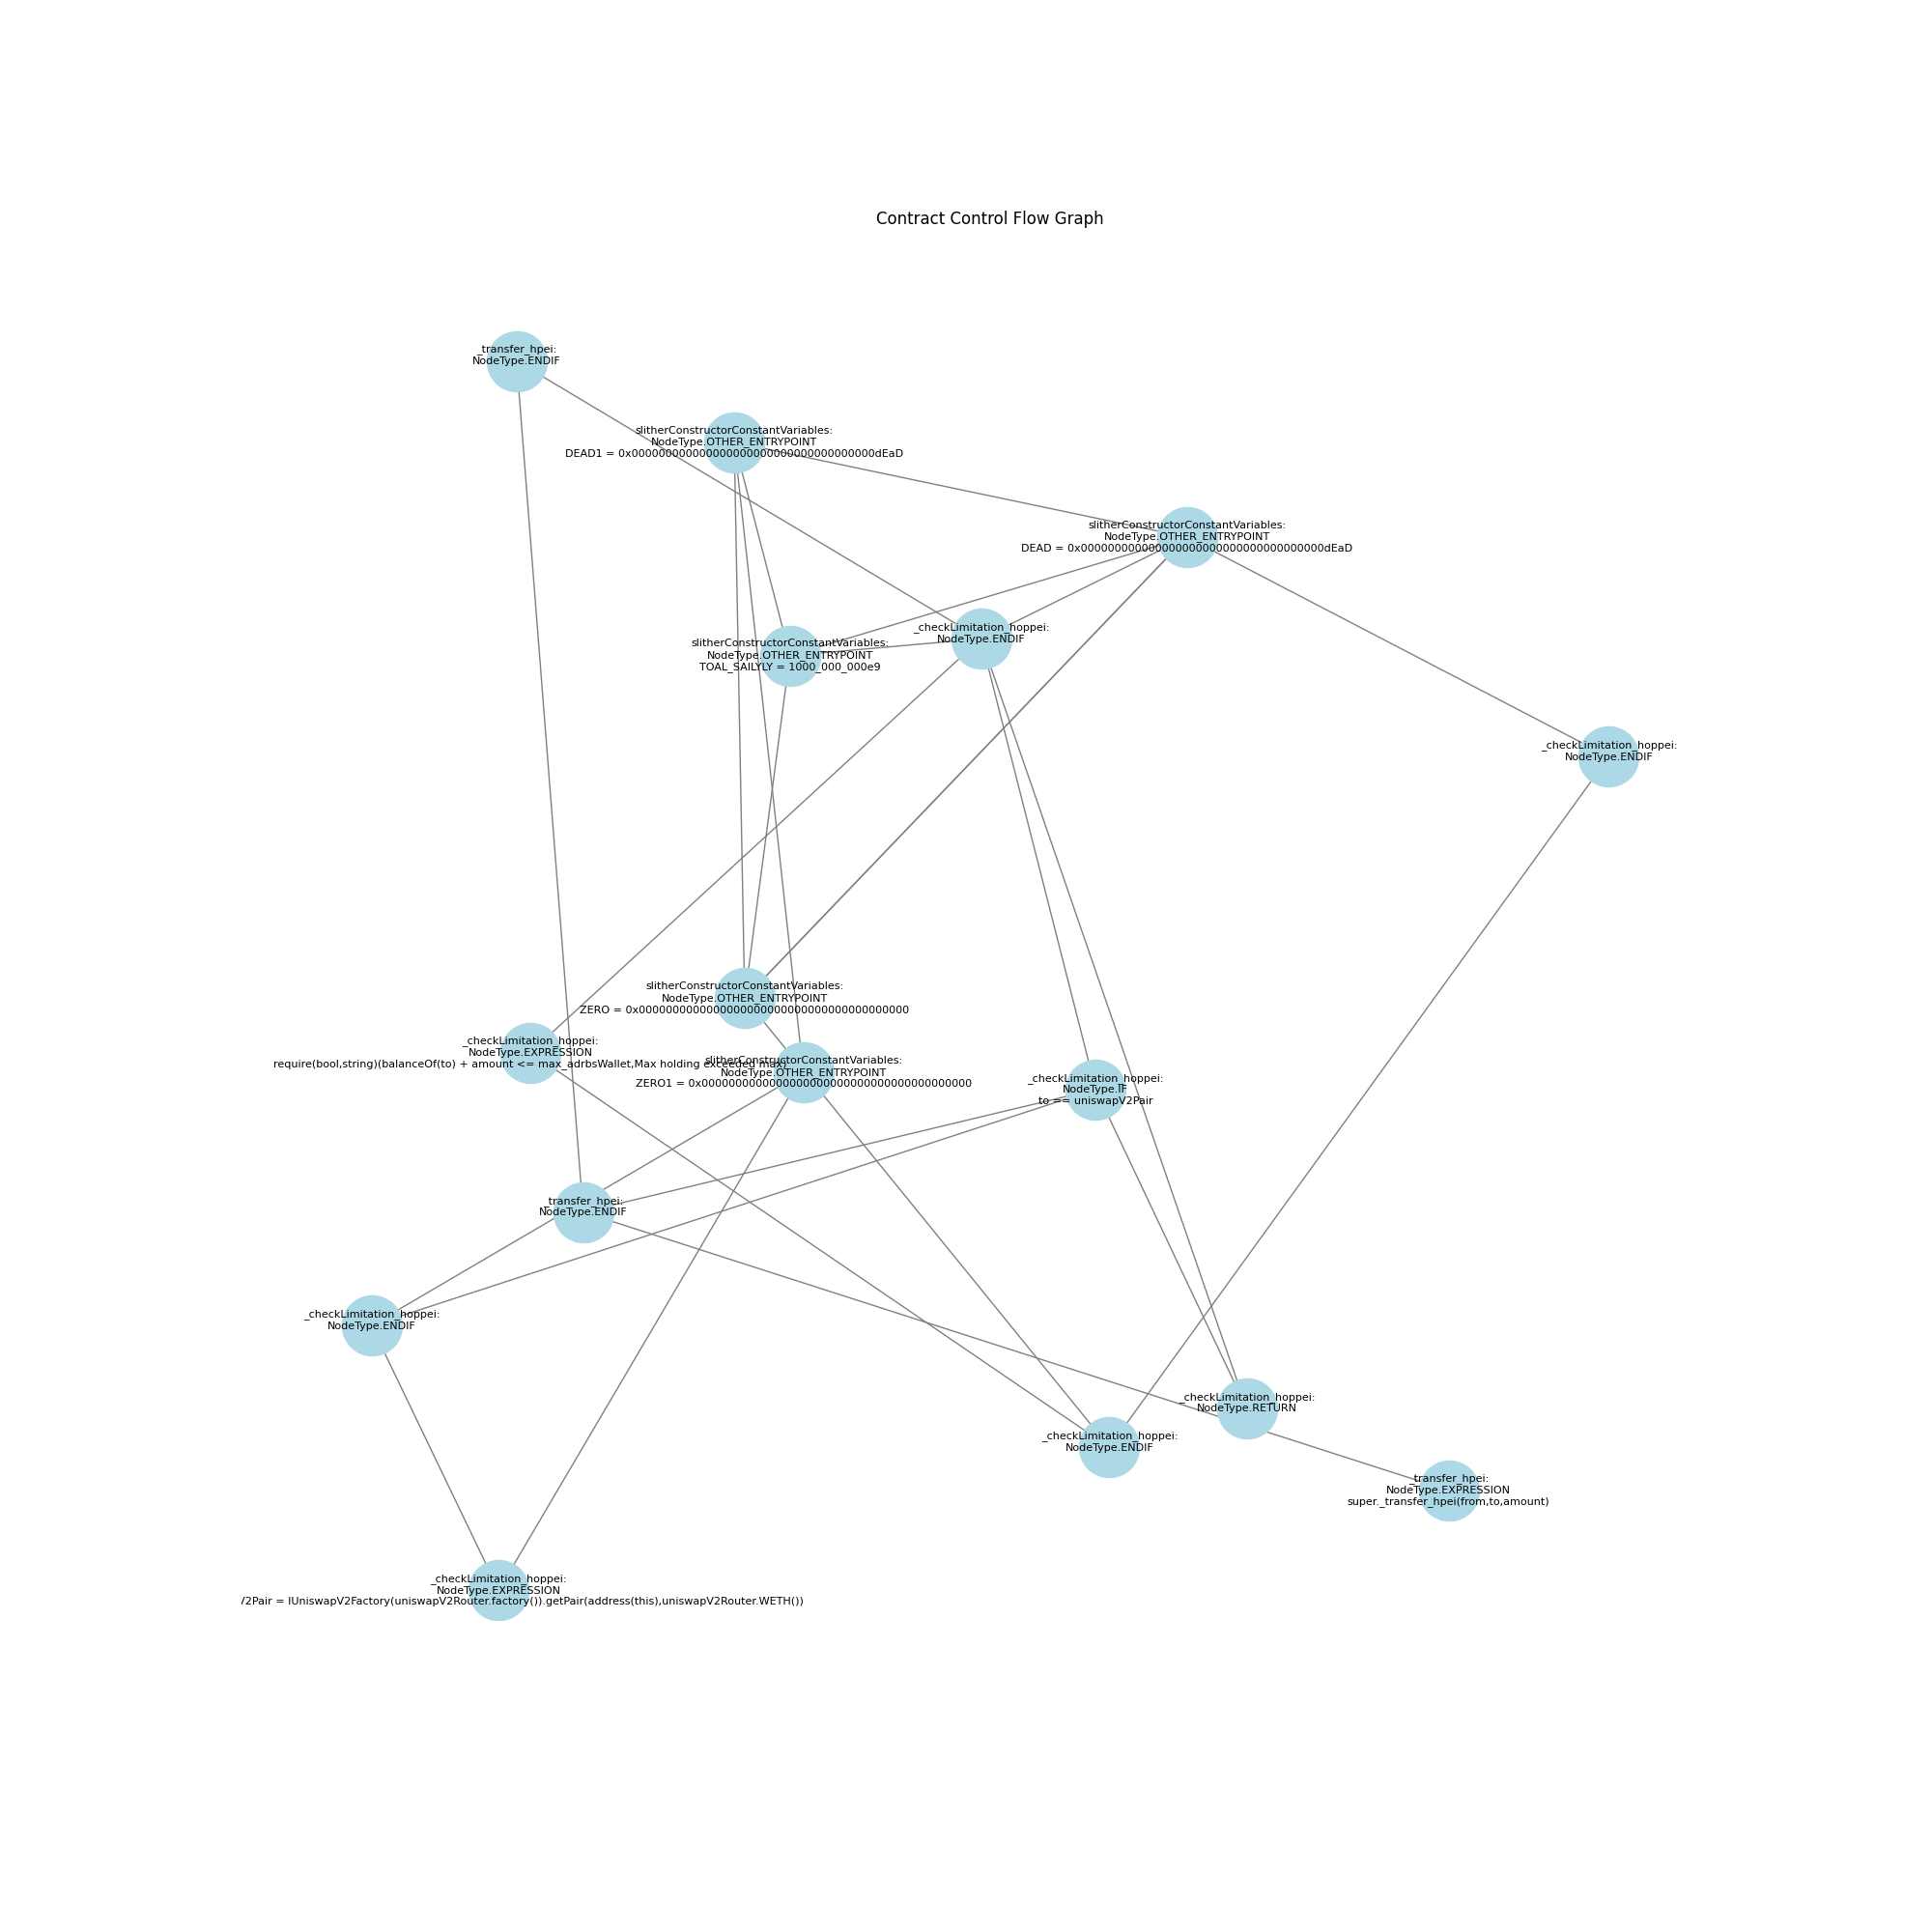 Contract Control Flow Graph
_transfer_hpei:
NodeType.ENDIF
slitherConstructorConstantVariables:
NodeType.OTHER_ENTRYPOINT
DEAD1 = 0x000000000000000000000000000000000000dEaD
slitherConstructorConstantVariables:
NodeType.OTHER_ENTRYPOINT
DEAD = 0x000000000000000000000000000000000000dEaD
_checkLimitation_hoppei:
NodeType.ENDIF
slitherConstructorConstantVariables:
NodeType.OTHER_ENTRYPOINT
TOAL_SAILYLY = 1000_000_000e9
_checkLimitation_hoppei:
NodeType.ENDIF
slitherConstructorConstantVariables:
NodeType.OTHER_ENTRYPOINT
ZERO = 0x0000000000000000000000000000000000000000
_checkLimitation_hoppei:
NodeType.EXPRESSION
require(bool,string)(balanceOf(to) + amount <= max_adrbsWallet,Max holding exceeded max)
slitherConstructorConstantVariables:
NodeType.OTHER_ENTRYPOINT
ZERO1 = 0x0000000000000000000000000000000000000000
_checkLimitation_hoppei:
NodeType.IF
to == uniswapV2Pair
_transfer_hpei:
NodeType.ENDIF
_checkLimitation_hoppei:
NodeType.ENDIF
_checkLimitation_hoppei:
NodeType.RETURN
_checkLimitation_hoppei:
NodeType.ENDIF
_transfer_hpei:
NodeType.EXPRESSION
super._transfer_hpei(from,to,amount)
_checkLimitation_hoppei:
NodeType.EXPRESSION
/2Pair = IUniswapV2Factory(uniswapV2Router.factory()).getPair(address(this),uniswapV2Router.WETH())